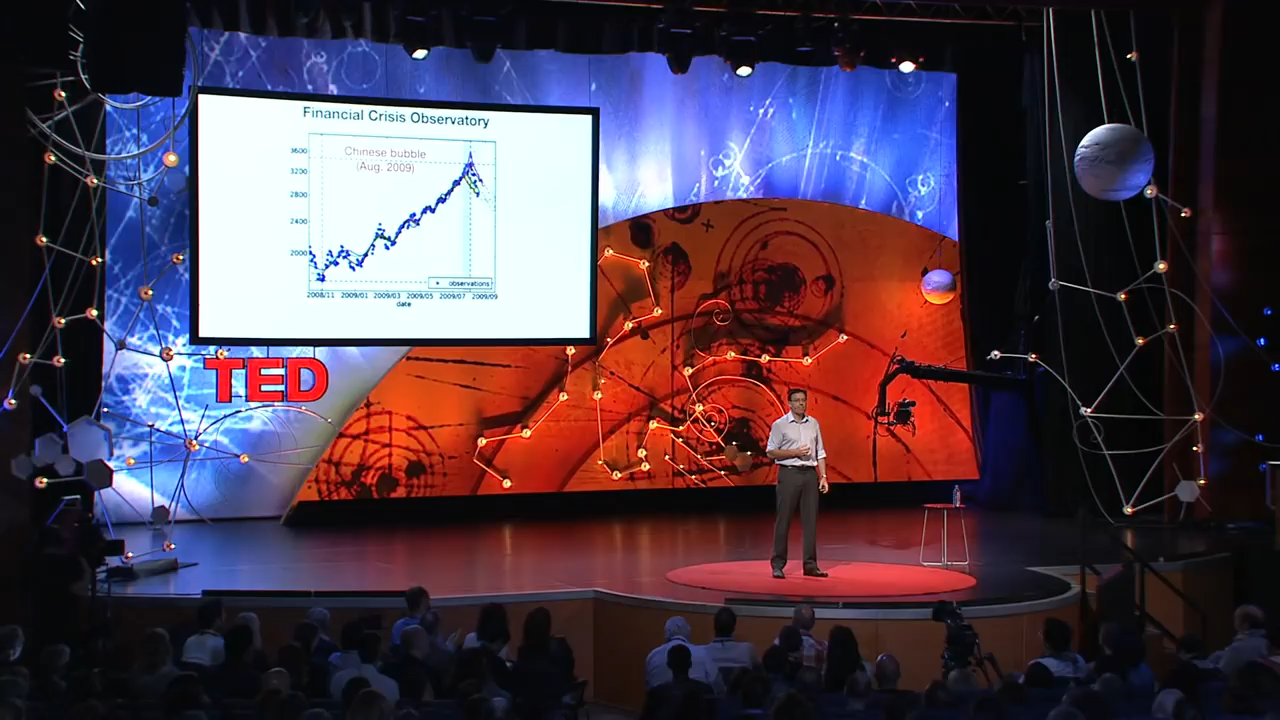 Financial Crisis Observatory
Chinese bubble
(Aug. 2009)
3600
3200
2800
2400
2000
observations
2008/11 2009/01 2009/03 2009/05 2009/07 2009/09
date
TED